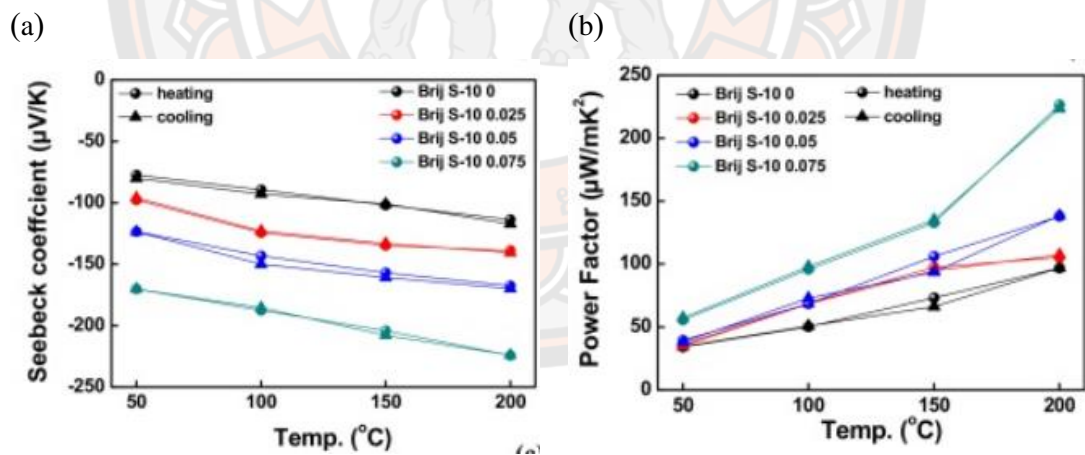 (a)
(b)
0
-50
-100
-150
-200
-250
50
100
150
200
Seebeck coeffcient (µV/K)
Temp. (°C)
heating
cooling
Brij S-10 0
Brij S-10 0.025
Brij S-10 0.05
Brij S-10 0.075
250
200
150
100
50
0
50
100
150
200
Power Factor (µW/mK²)
Temp. (°C)
Brij S-10 0
Brij S-10 0.025
Brij S-10 0.05
Brij S-10 0.075
heating
cooling